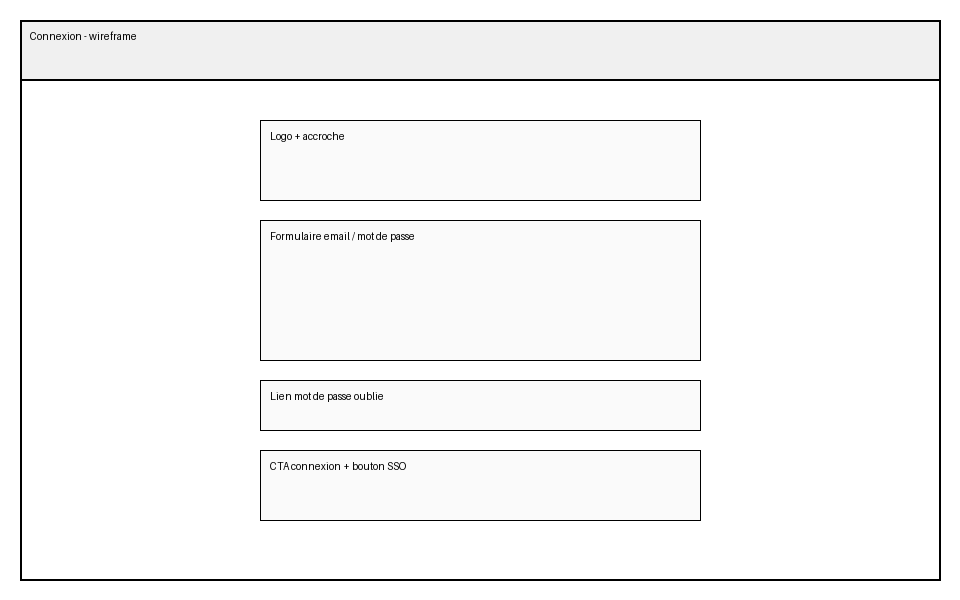 Connexion - wireframe
Logo + accroche
Formulaire email / mot de passe
Lien mot de passe oublie
CTA connexion + bouton SSO